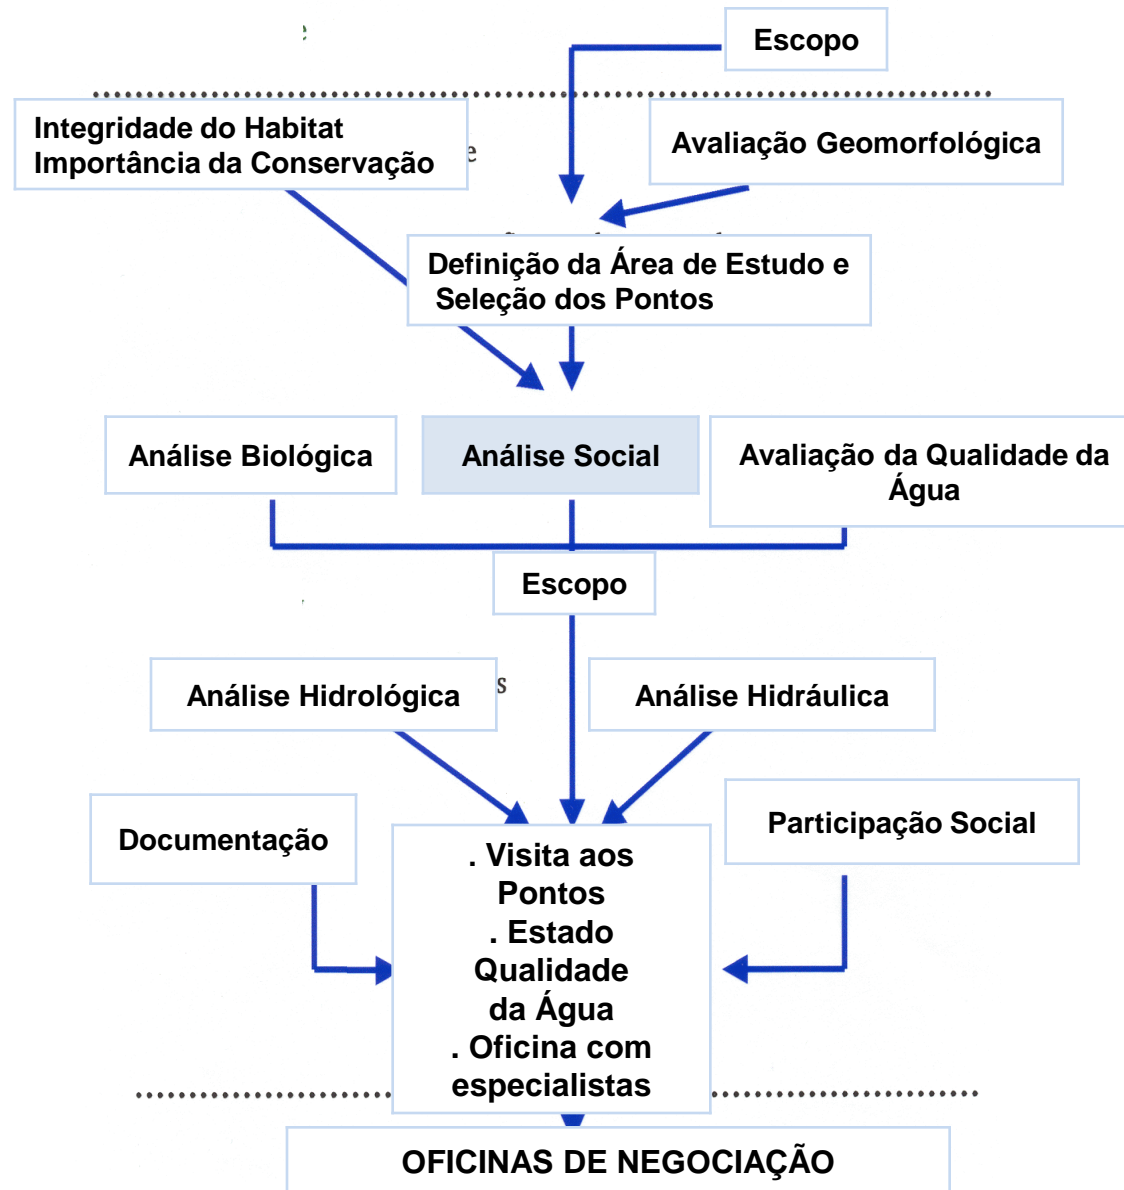 Escopo
Integridade do Habitat
Importância da Conservação
e
Avaliação Geomorfológica
Definição da Área de Estudo e
Seleção dos Pontos
Análise Biológica
Análise Social
Avaliação da Qualidade da
Água
Escopo
Análise Hidrológica
s
Análise Hidráulica
Documentação
Participação Social
. Visita aos
Pontos
. Estado
Qualidade
da Água
. Oficina com
especialistas
OFICINAS DE NEGOCIAÇÃO